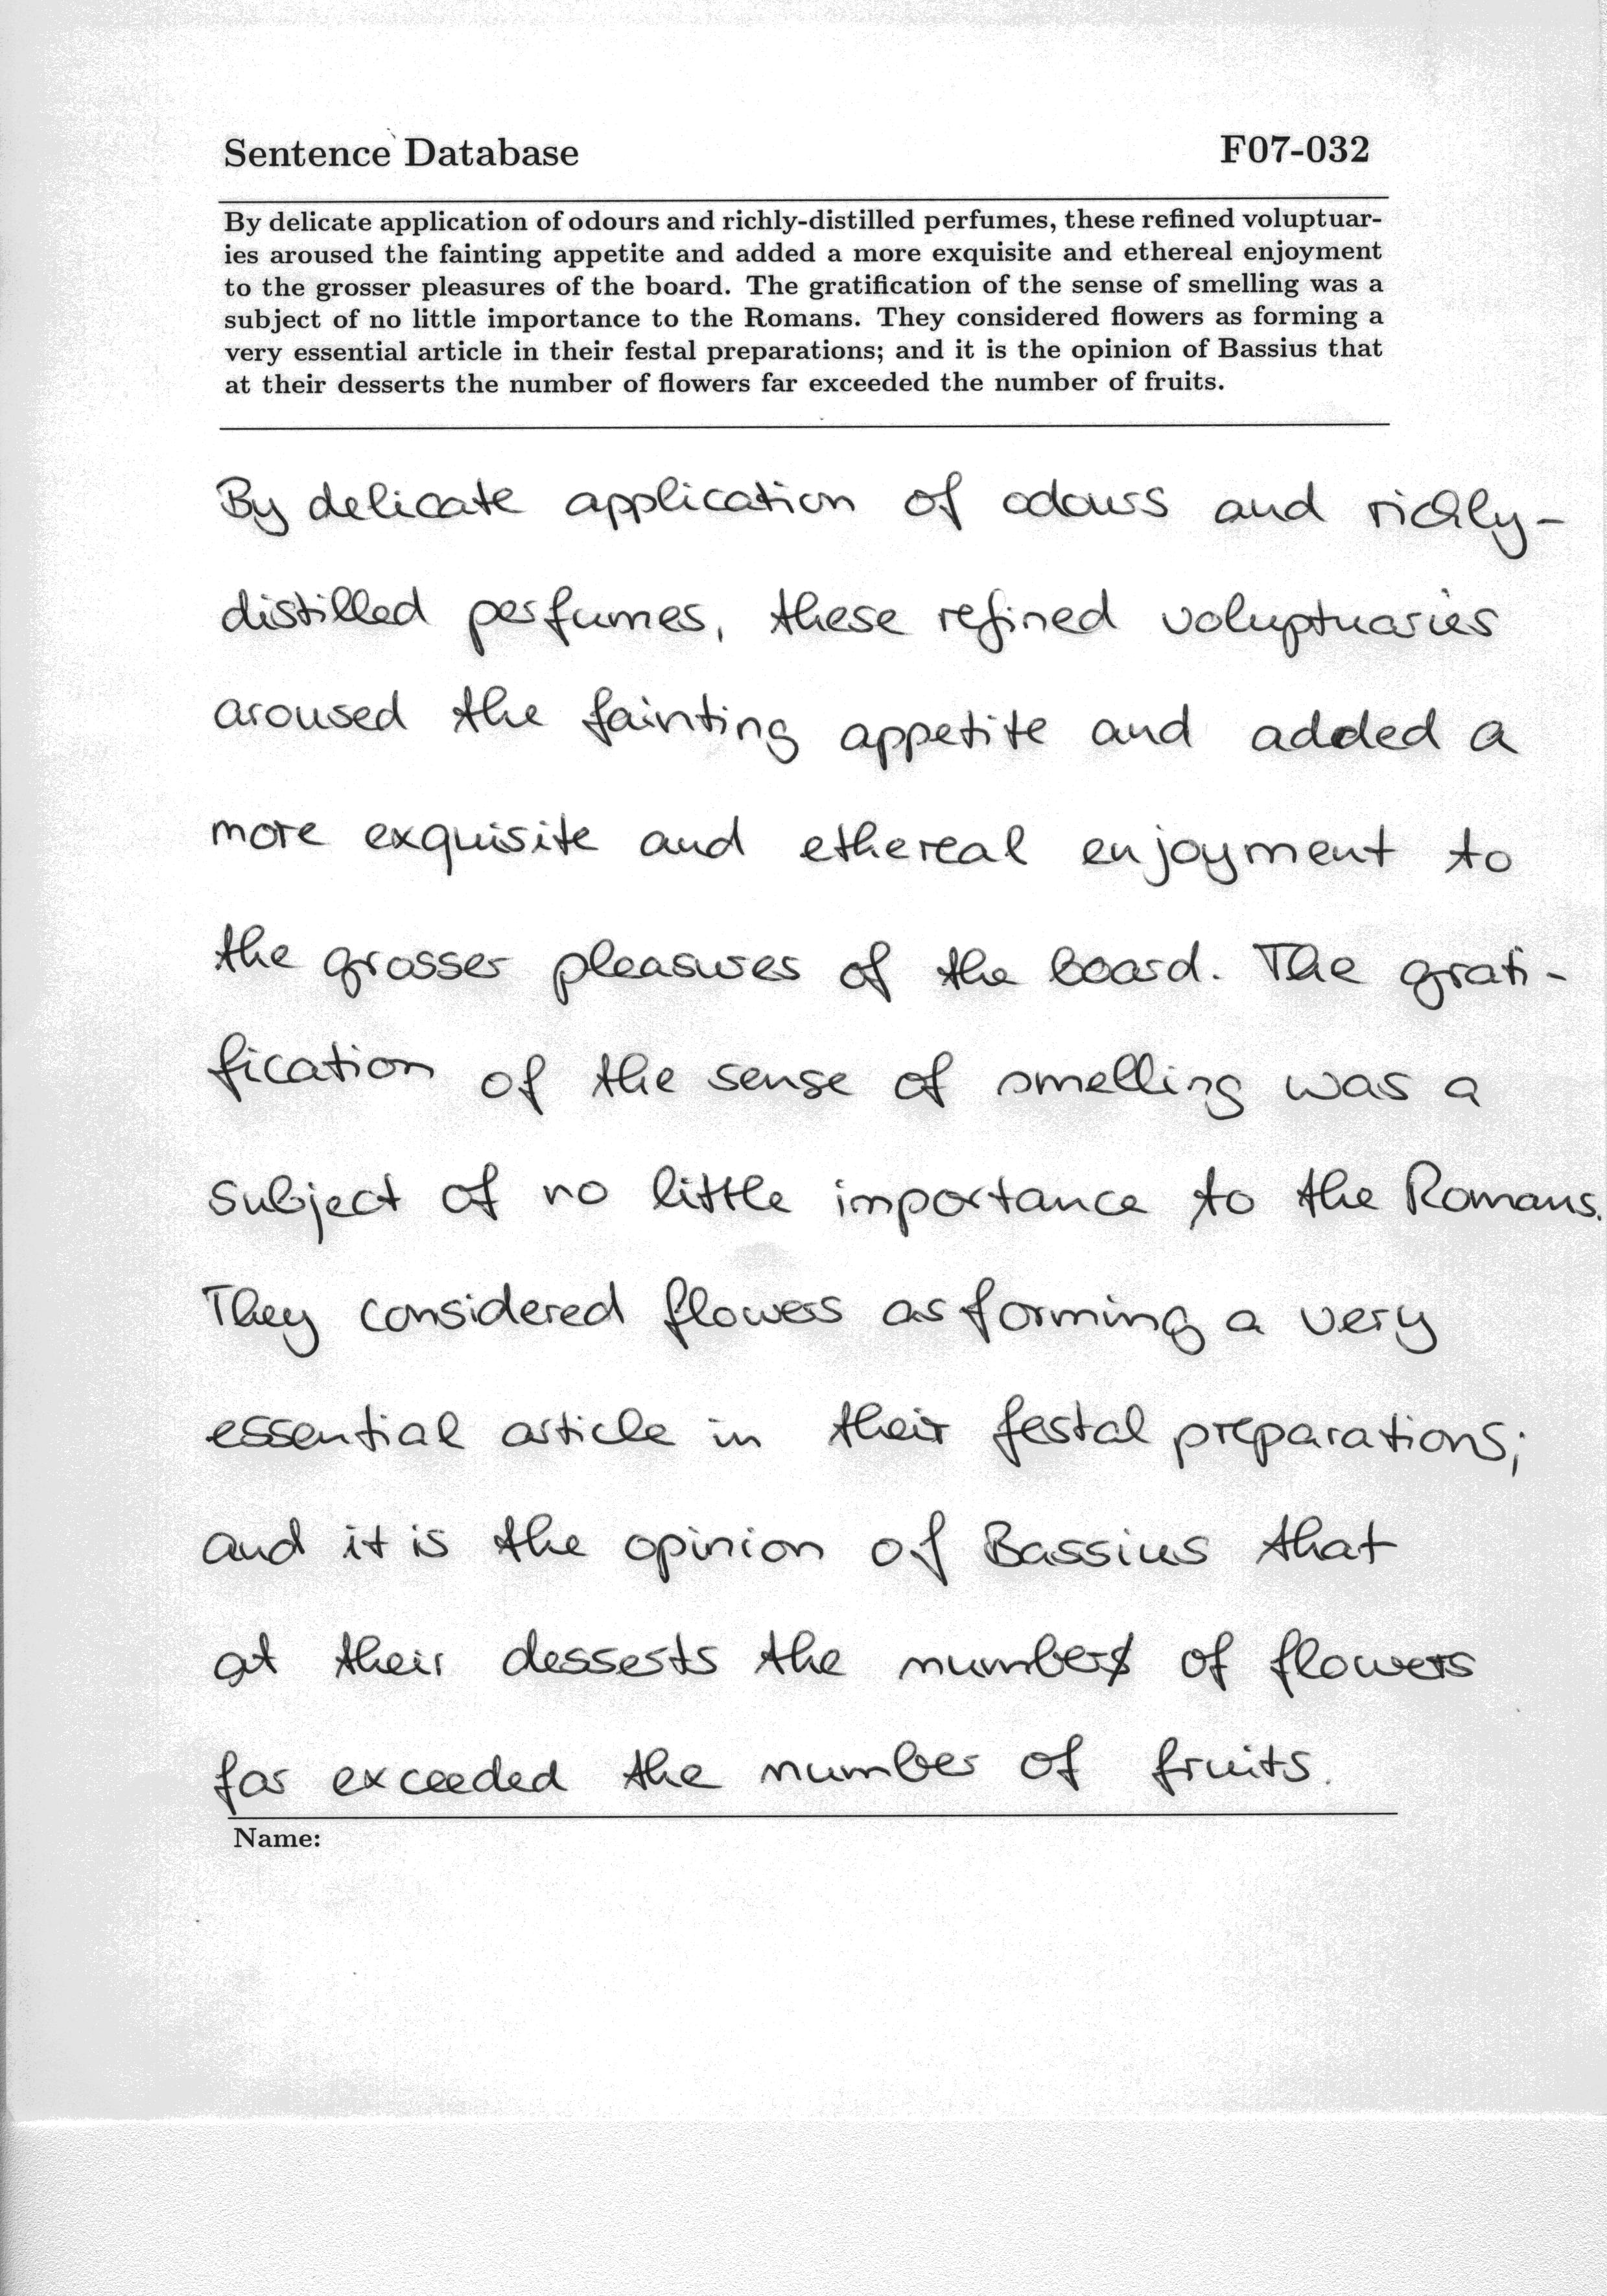 Sentence Database F07-032
By delicate application of odours and richly-distilled perfumes, these refined voluptuar-
ies aroused the fainting appetite and added a more exquisite and ethereal enjoyment
to the grosser pleasures of the board. The gratification of the sense of smelling was a
subject of no little importance to the Romans. They considered flowers as forming a
very essential article in their festal preparations; and it is the opinion of Bassius that
at their desserts the number of flowers far exceeded the number of fruits.
By delicate application of odours and richly-
distilled perfumes, these refined voluptuaries
aroused the fainting appetite and added a
more exquisite and ethereal enjoyment to
the grosser pleasures of the board. The grati-
fication of the sense of smelling was a
subject of no little importance to the Romans.
They considered flowers as forming a very
essential article in their festal preparations;
and it is the opinion of Bassius that
at their desserts the number of flowers
far exceeded the number of fruits.
Name: